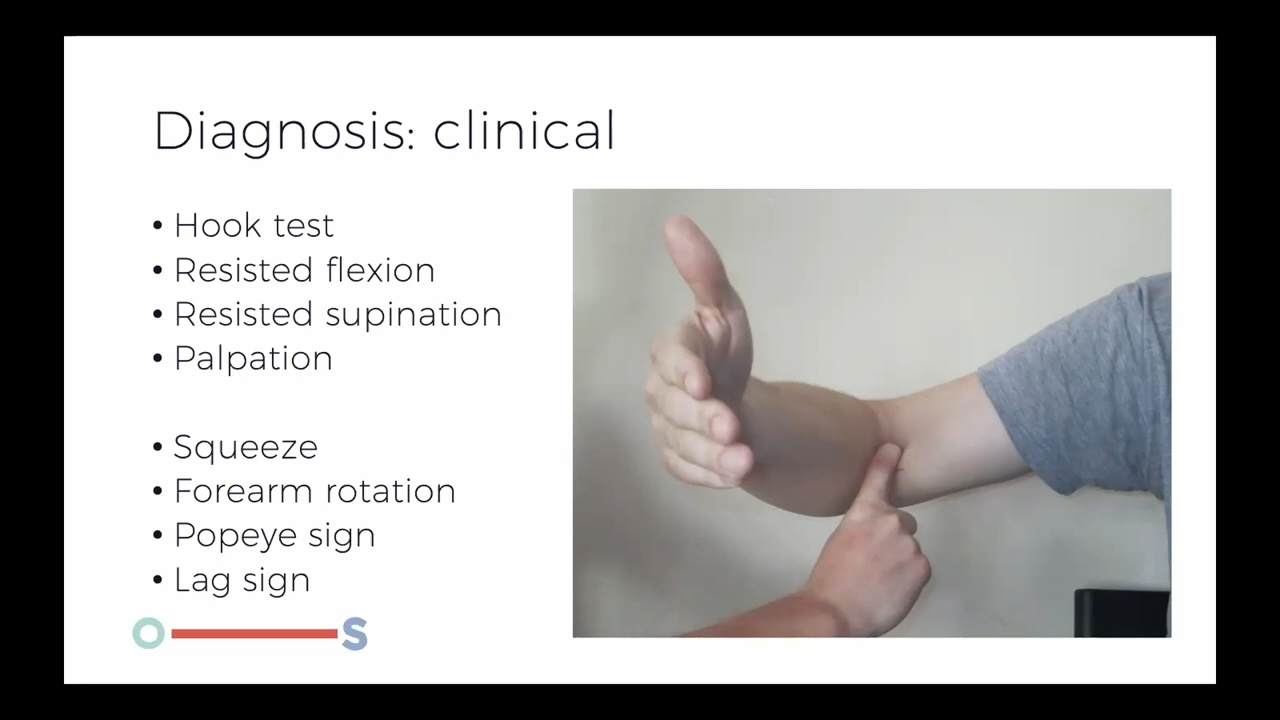 Diagnosis: clinical
• Hook test
• Resisted flexion
• Resisted supination
• Palpation
• Squeeze
• Forearm rotation
• Popeye sign
• Lag sign
O S